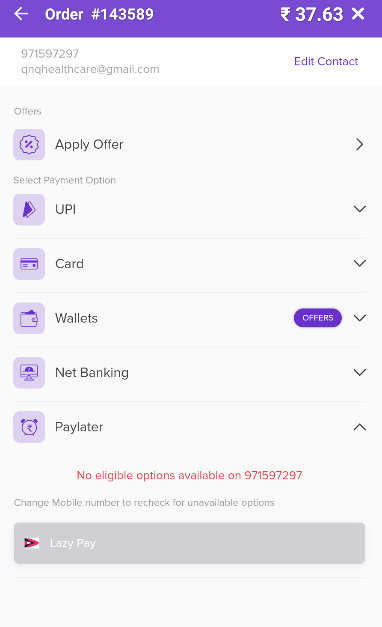 Order #143589
₹ 37.63
971597297
qnqhealthcare@gmail.com
Edit Contact
Offers
Apply Offer
Select Payment Option
UPI
Card
Wallets
OFFERS
Net Banking
Paylater
No eligible options available on 971597297
Change Mobile number to recheck for unavailable options
Lazy Pay